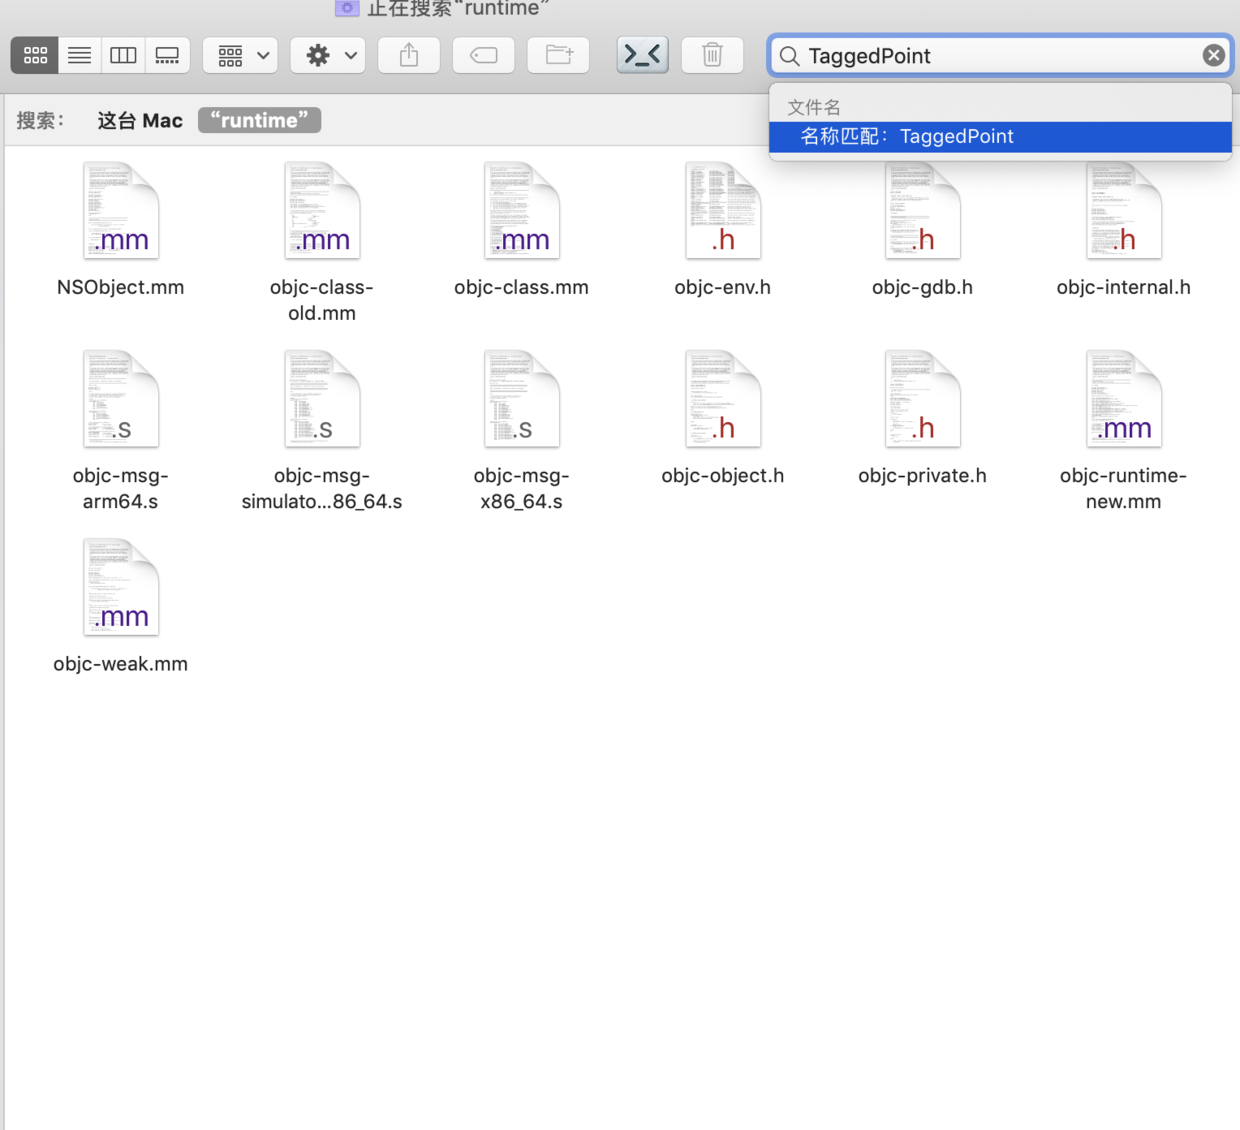 正在搜索“runtime”
TaggedPoint
文件名
名称匹配：TaggedPoint
搜索：
这台 Mac
“runtime”
.mm
.mm
.mm
.h
.h
.h
NSObject.mm
objc-class-
old.mm
objc-class.mm
objc-env.h
objc-gdb.h
objc-internal.h
.s
.s
.s
.h
.h
.mm
objc-msg-
arm64.s
objc-msg-
simulato...86_64.s
objc-msg-
x86_64.s
objc-object.h
objc-private.h
objc-runtime-
new.mm
.mm
objc-weak.mm